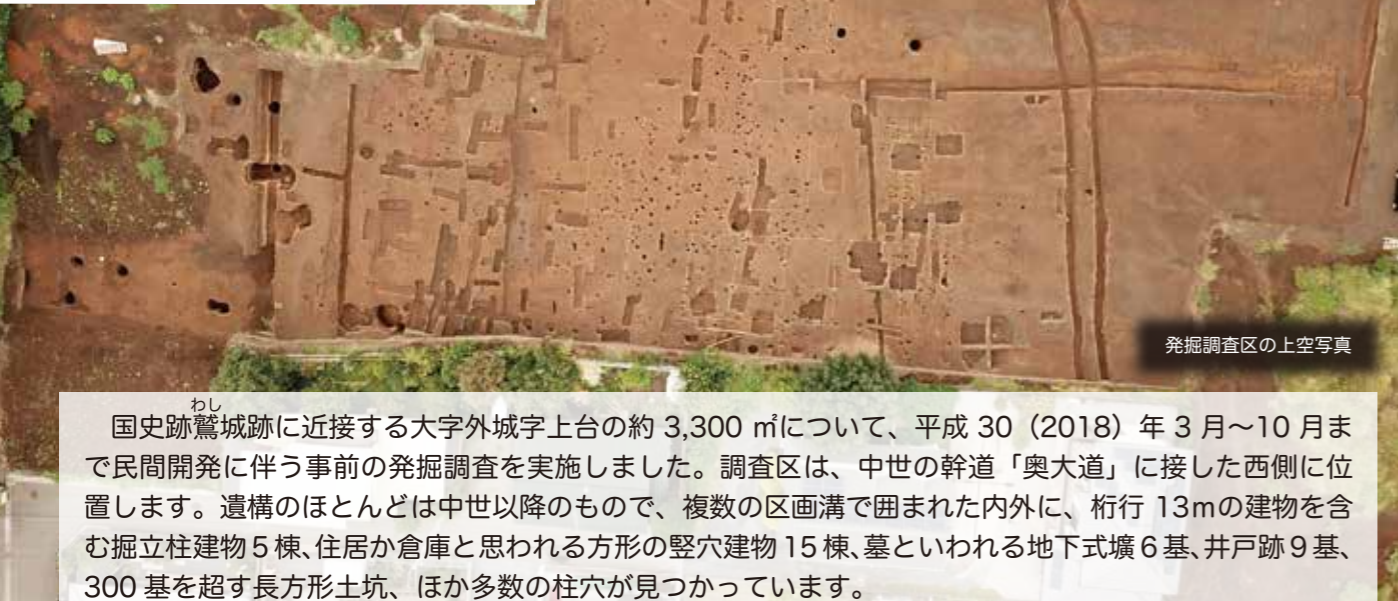 発掘調査区の上空写真
わし
国史跡鷲城跡に近接する大字外城字上台の約 3,300 ㎡について、平成 30（2018）年 3 月～10 月ま
で民間開発に伴う事前の発掘調査を実施しました。調査区は、中世の幹道「奥大道」に接した西側に位
置します。遺構のほとんどは中世以降のもので、複数の区画溝で囲まれた内外に、桁行 13mの建物を含
む掘立柱建物５棟、住居か倉庫と思われる方形の竪穴建物 15 棟、墓といわれる地下式壙６基、井戸跡９基、
300 基を超す長方形土坑、ほか多数の柱穴が見つかっています。